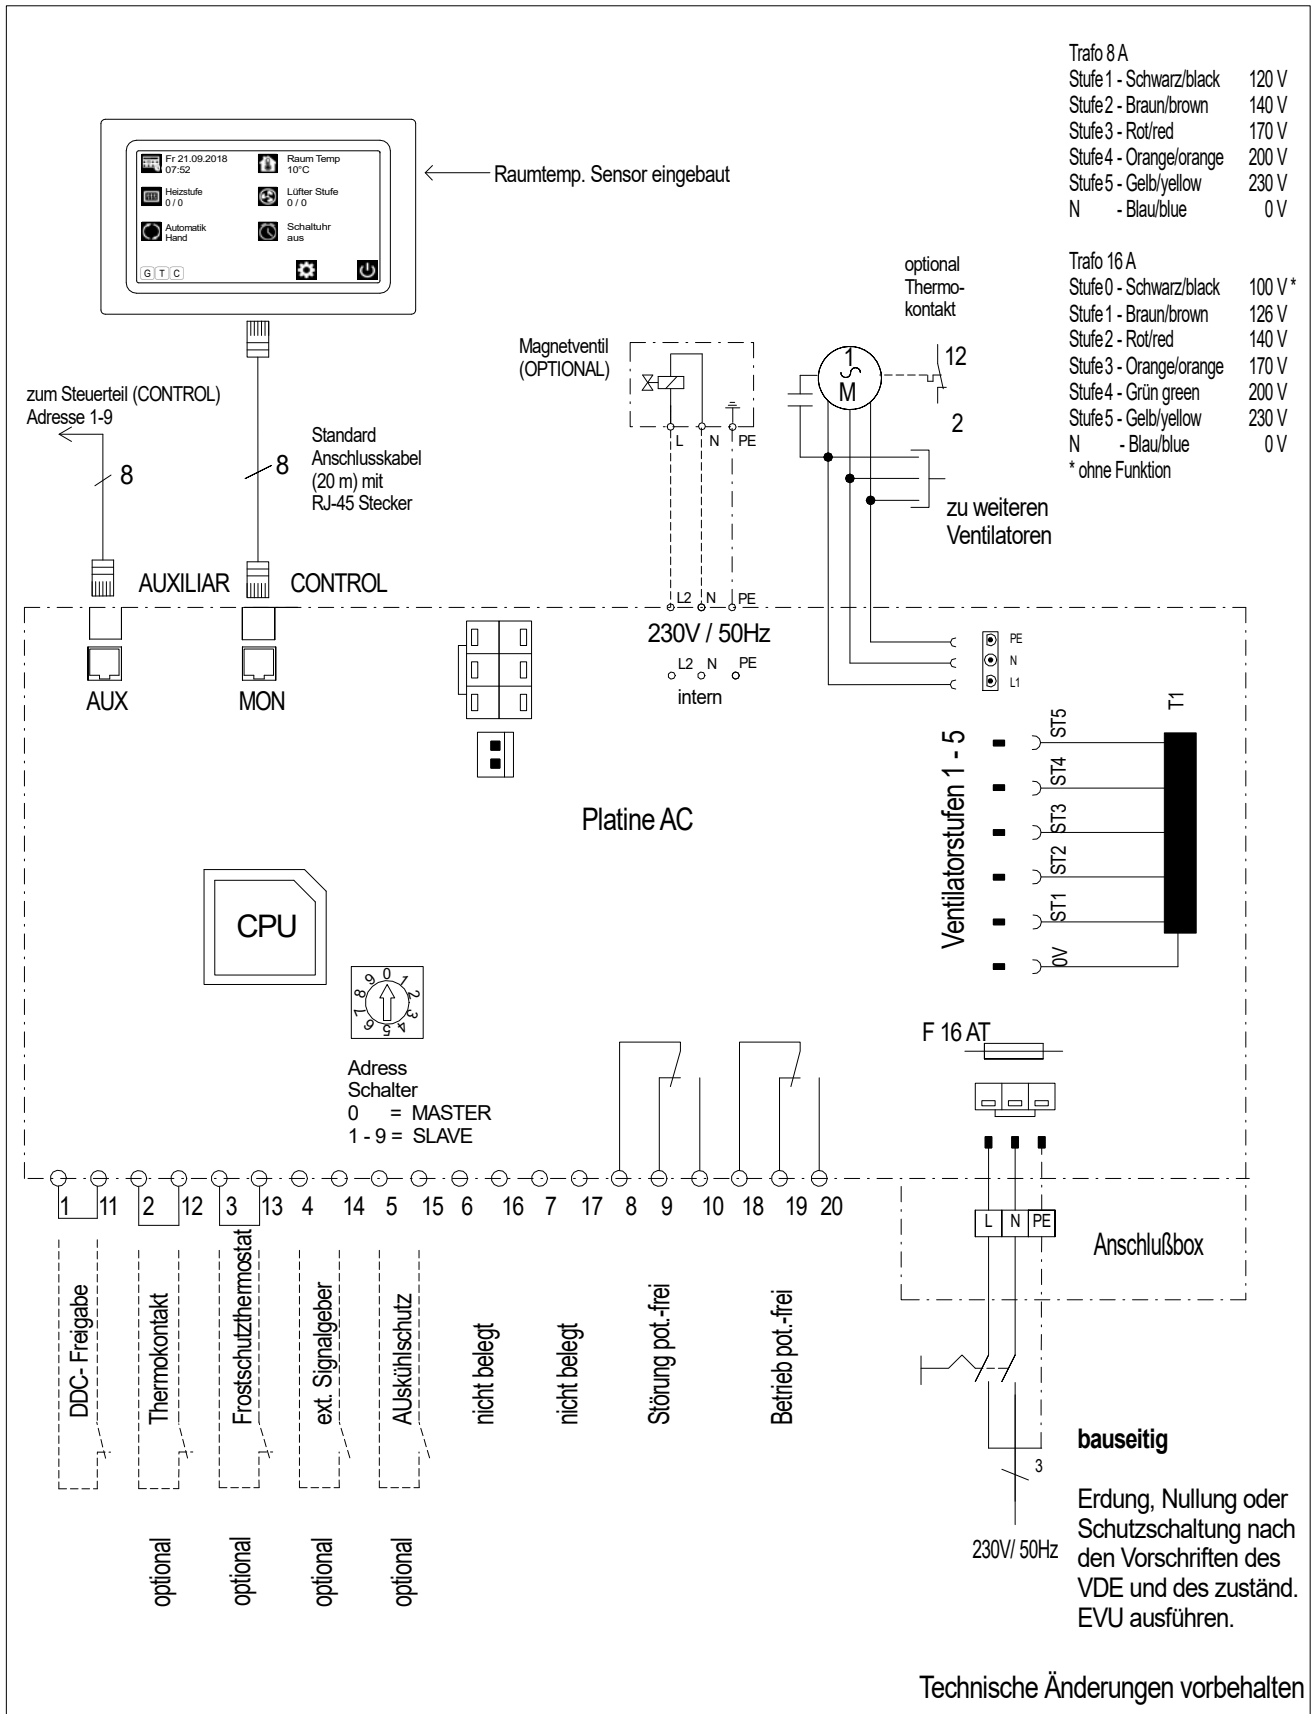 Trafo 8 A
Stufe 1 - Schwarz/black 120 V
Stufe 2 - Braun/brown 140 V
Stufe 3 - Rot/red 170 V
Stufe 4 - Orange/orange 200 V
Stufe 5 - Gelb/yellow 230 V
N - Blau/blue 0 V
Trafo 16 A
Stufe 0 - Schwarz/black 100 V *
Stufe 1 - Braun/brown 126 V
Stufe 2 - Rot/red 140 V
Stufe 3 - Orange/orange 170 V
Stufe 4 - Grün green 200 V
Stufe 5 - Gelb/yellow 230 V
N - Blau/blue 0 V
* ohne Funktion
Fr 21.09.2018
07:52
Raum Temp
10°C
Heizstufe
0 / 0
Lüfter Stufe
0 / 0
Automatik
Hand
Schaltuhr
aus
G T C
Raumtemp. Sensor eingebaut
optional
Thermo-
kontakt
12
2
1
M
Magnetventil
(OPTIONAL)
L N PE
zum Steuerteil (CONTROL)
Adresse 1-9
8
Standard
Anschlusskabel
(20 m) mit
RJ-45 Stecker
8
zu weiteren
Ventilatoren
AUXILIAR
CONTROL
AUX
MON
L2 N PE
230V / 50Hz
L2 N PE
intern
PE
N
L1
T1
Ventilatorstufen 1 - 5
ST5
ST4
ST3
ST2
ST1
0V
Platine AC
CPU
0 1 2 3 4 5 6 7 8 9
Adress
Schalter
0 = MASTER
1 - 9 = SLAVE
F 16 AT
1 11 2 12 3 13 4 14 5 15 6 16 7 17 8 9 10 18 19 20
L N PE
Anschlußbox
DDC- Freigabe
Thermokontakt
Frostschutzthermostat
ext. Signalgeber
AUskühlschutz
nicht belegt
nicht belegt
Störung pot.-frei
Betrieb pot.-frei
optional
optional
optional
optional
3
230V/ 50Hz
bauseitig
Erdung, Nullung oder
Schutzschaltung nach
den Vorschriften des
VDE und des zuständ.
EVU ausführen.
Technische Änderungen vorbehalten